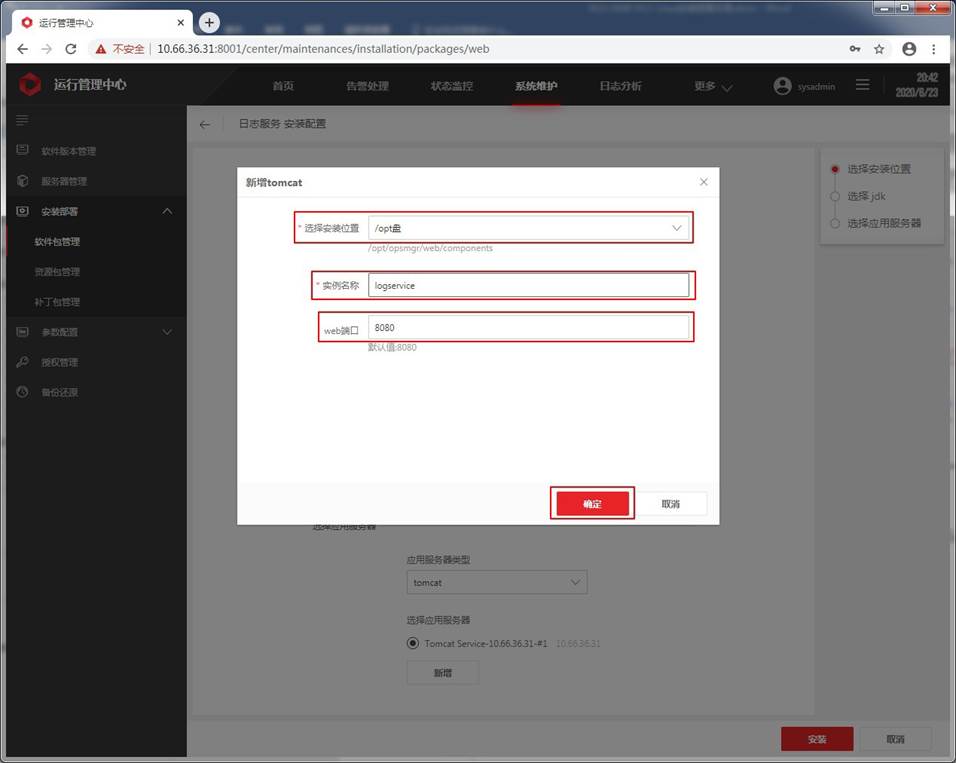 运行管理中心
不安全 10.66.36.31:8001/center/maintenances/installation/packages/web
运行管理中心 首页 告警处理 状态监控 系统维护 日志分析 更多 sysadmin 20:42
2020/6/23
日志服务 安装配置
软件版本管理
服务器管理
安装部署
软件包管理
资源包管理
补丁包管理
参数配置
授权管理
备份还原
选择安装位置
选择 jdk
选择应用服务器
新增tomcat
* 选择安装位置 /opt盘
/opt/opsmgr/web/components
* 实例名称 logservice
web端口 8080
默认值:8080
确定 取消
选择应用服务器
应用服务器类型
tomcat
选择应用服务器
Tomcat Service-10.66.36.31-#1 10.66.36.31
新增
安装 取消